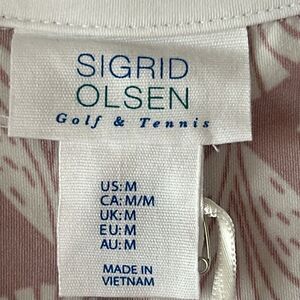 SIGRID
OLSEN
Golf & Tennis
US: M
CA: M/M
UK: M
EU: M
AU: M
MADE IN
VIETNAM